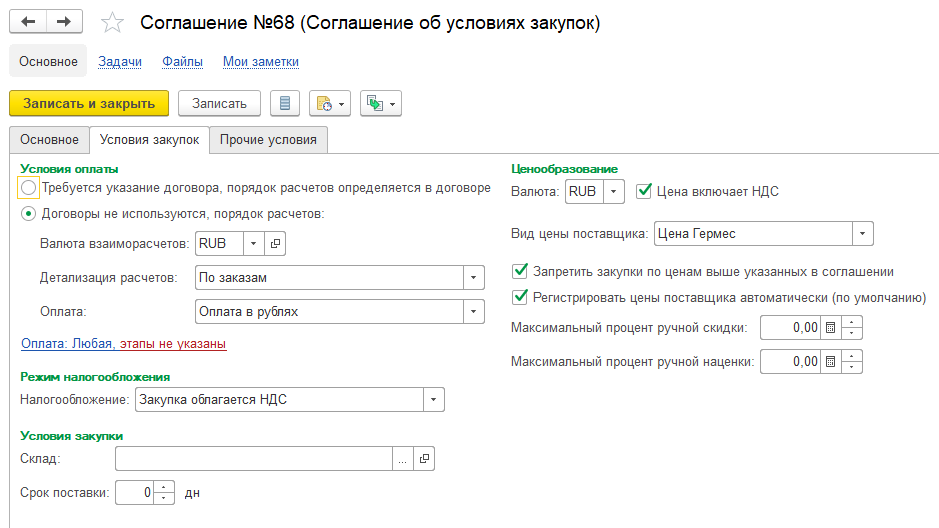 Соглашение №68 (Соглашение об условиях закупок)
Основное Задачи Файлы Мои заметки
Записать и закрыть Записать
Основное Условия закупок Прочие условия
Условия оплаты
Требуется указание договора, порядок расчетов определяется в договоре
Договоры не используются, порядок расчетов:
Валюта взаиморасчетов: RUB
Детализация расчетов: По заказам
Оплата: Оплата в рублях
Оплата: Любая, этапы не указаны
Режим налогообложения
Налогообложение: Закупка облагается НДС
Условия закупки
Склад: ...
Срок поставки: 0 дн
Ценообразование
Валюта: RUB Цена включает НДС
Вид цены поставщика: Цена Гермес
Запретить закупки по ценам выше указанных в соглашении
Регистрировать цены поставщика автоматически (по умолчанию)
Максимальный процент ручной скидки: 0,00
Максимальный процент ручной наценки: 0,00